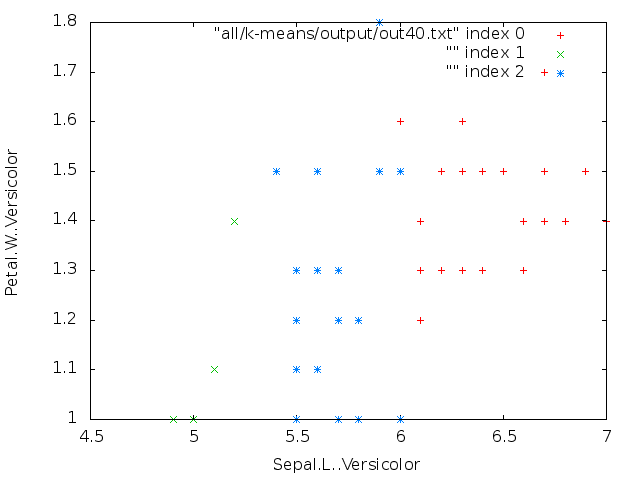 "all/k-means/output/out40.txt" index 0
"" index 1
"" index 2
1.8
1.7
1.6
1.5
1.4
1.3
1.2
1.1
1
4.5 5 5.5 6 6.5 7
Petal.W..Versicolor
Sepal.L..Versicolor